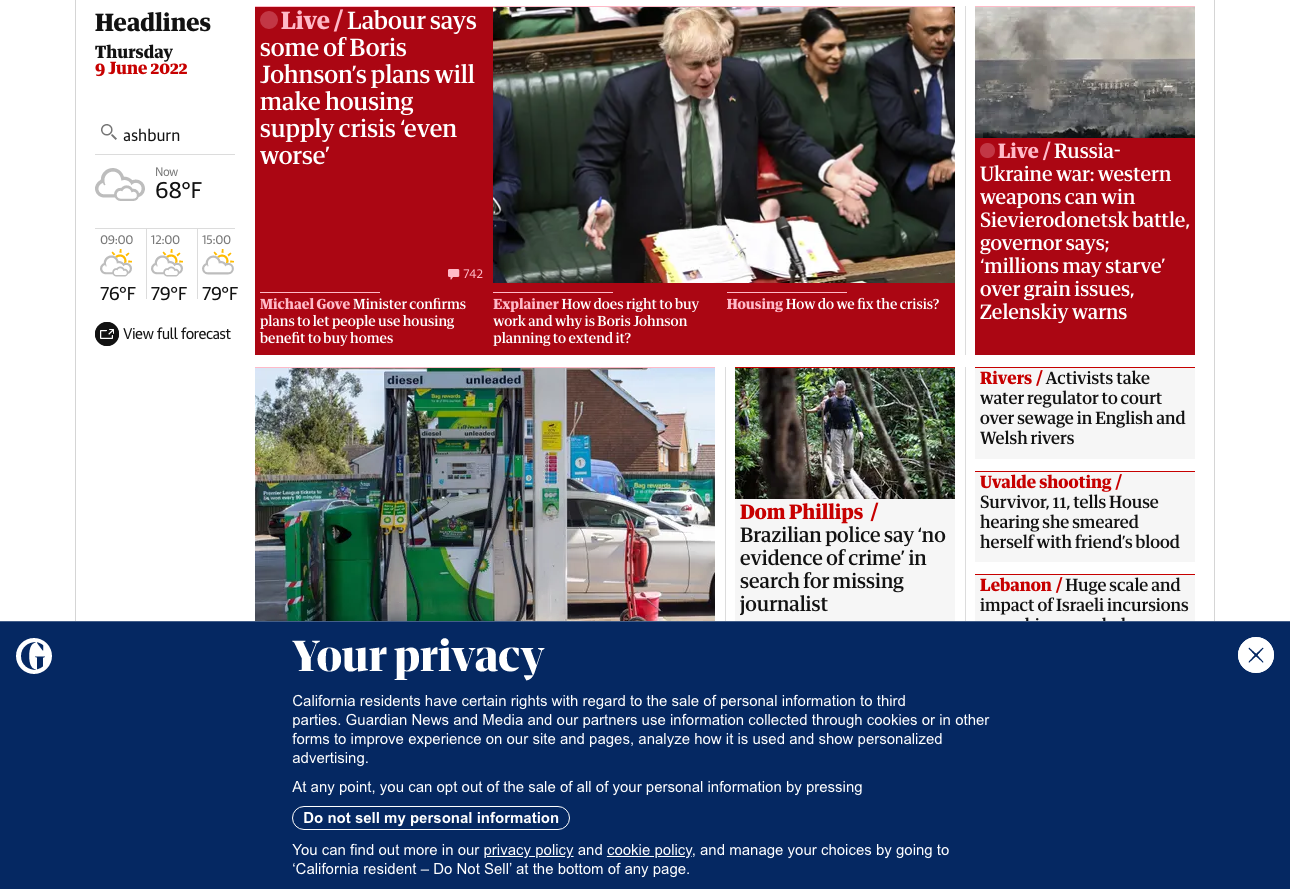 Headlines
Thursday
9 June 2022
ashburn
Now
68°F
09:00 12:00 15:00
76°F 79°F 79°F
View full forecast
Live / Labour says
some of Boris
Johnson’s plans will
make housing
supply crisis ‘even
worse’
742
Michael Gove Minister confirms
plans to let people use housing
benefit to buy homes
Explainer How does right to buy
work and why is Boris Johnson
planning to extend it?
Housing How do we fix the crisis?
Live / Russia-
Ukraine war: western
weapons can win
Sievierodonetsk battle,
governor says;
‘millions may starve’
over grain issues,
Zelenskiy warns
diesel unleaded
Bag rewards
ultimate
diesel unleaded
Bag rewards
Dom Phillips /
Brazilian police say ‘no
evidence of crime’ in
search for missing
journalist
Rivers / Activists take
water regulator to court
over sewage in English and
Welsh rivers
Uvalde shooting /
Survivor, 11, tells House
hearing she smeared
herself with friend’s blood
Lebanon / Huge scale and
impact of Israeli incursions
G
Your privacy
California residents have certain rights with regard to the sale of personal information to third
parties. Guardian News and Media and our partners use information collected through cookies or in other
forms to improve experience on our site and pages, analyze how it is used and show personalized
advertising.
At any point, you can opt out of the sale of all of your personal information by pressing
Do not sell my personal information
You can find out more in our privacy policy and cookie policy, and manage your choices by going to
‘California resident – Do Not Sell’ at the bottom of any page.